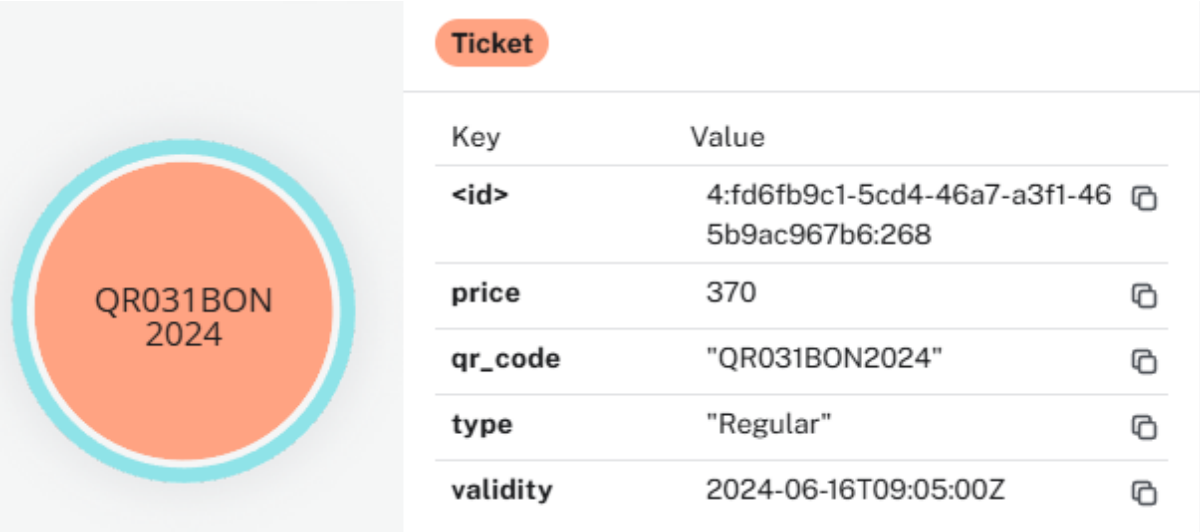 QR031BON
2024
Ticket
Key Value
<id> 4:fd6fb9c1-5cd4-46a7-a3f1-46
5b9ac967b6:268
price 370
qr_code "QR031BON2024"
type "Regular"
validity 2024-06-16T09:05:00Z